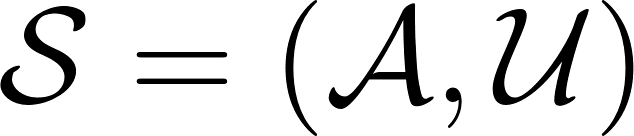 𝒮 = (𝒜, 𝒰)